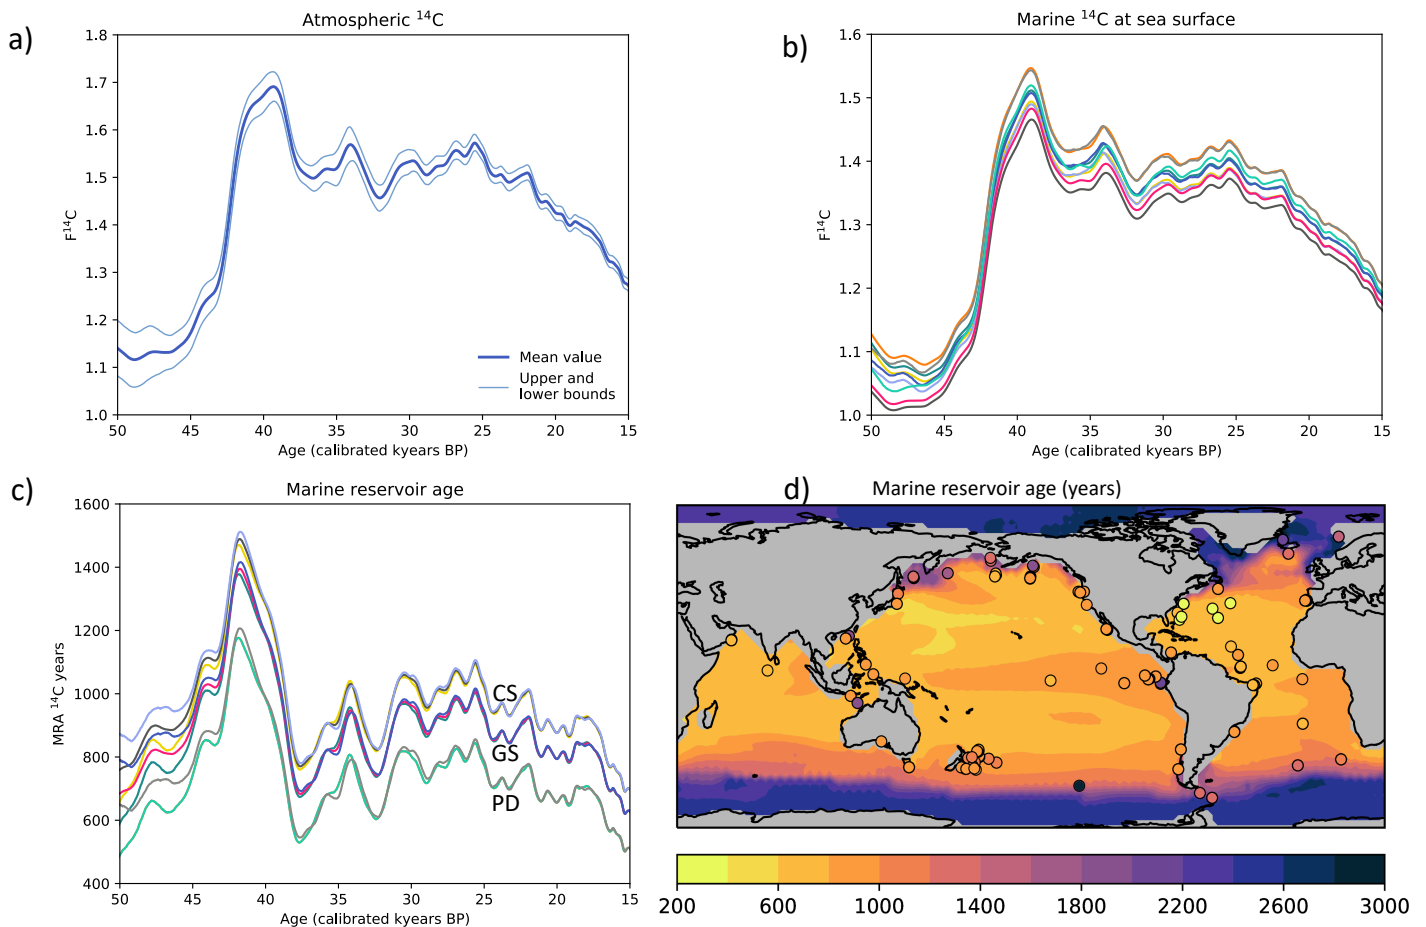 a)
Atmospheric ¹⁴C
1.8
1.7
1.6
1.5
1.4
1.3
1.2
1.1
1.0
F¹⁴C
Mean value
Upper and
lower bounds
50 45 40 35 30 25 20 15
Age (calibrated kyears BP)
b)
Marine ¹⁴C at sea surface
1.6
1.5
1.4
1.3
1.2
1.1
1.0
F¹⁴C
50 45 40 35 30 25 20 15
Age (calibrated kyears BP)
c)
Marine reservoir age
1600
1400
1200
1000
800
600
400
MRA ¹⁴C years
CS
GS
PD
50 45 40 35 30 25 20 15
Age (calibrated kyears BP)
d)
Marine reservoir age (years)
200 600 1000 1400 1800 2200 2600 3000